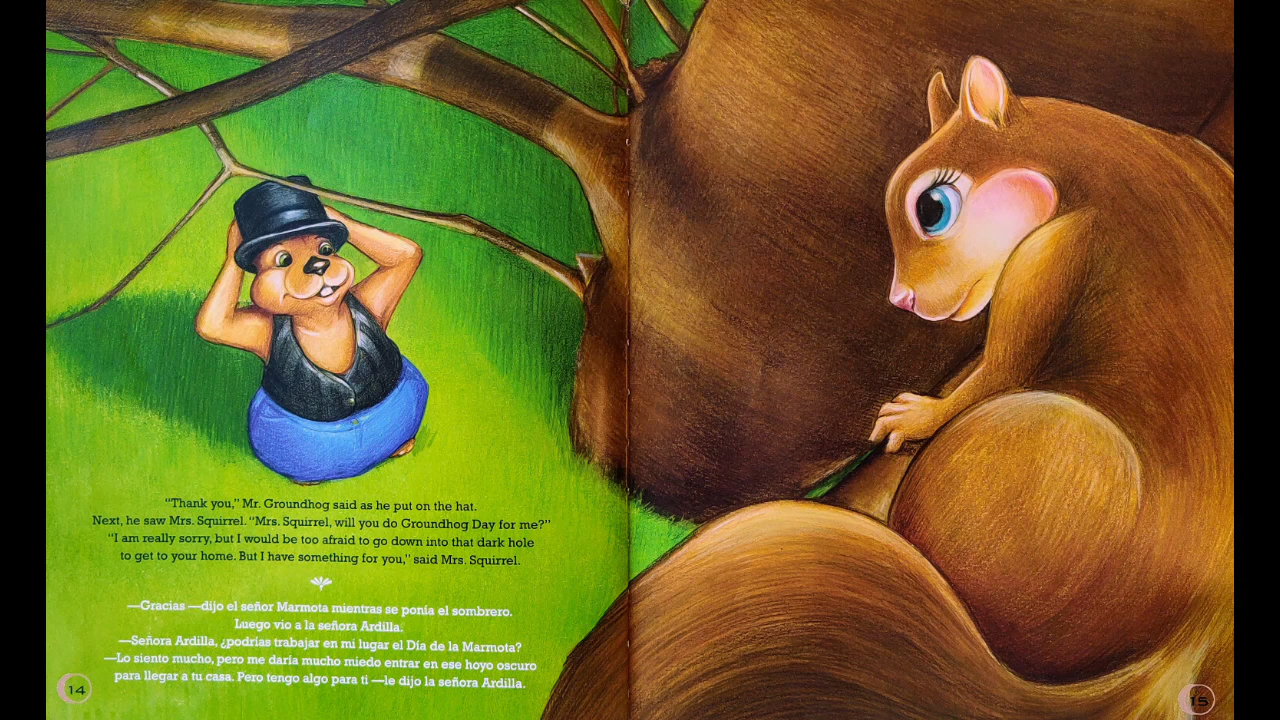 “Thank you,” Mr. Groundhog said as he put on the hat.
Next, he saw Mrs. Squirrel. “Mrs. Squirrel, will you do Groundhog Day for me?”
“I am really sorry, but I would be too afraid to go down into that dark hole
to get to your home. But I have something for you,” said Mrs. Squirrel.
—Gracias —dijo el señor Marmota mientras se ponía el sombrero.
Luego vio a la señora Ardilla.
—Señora Ardilla, ¿podrías trabajar en mi lugar el Día de la Marmota?
—Lo siento mucho, pero me daría mucho miedo entrar en ese hoyo oscuro
para llegar a tu casa. Pero tengo algo para ti —le dijo la señora Ardilla.
14
15